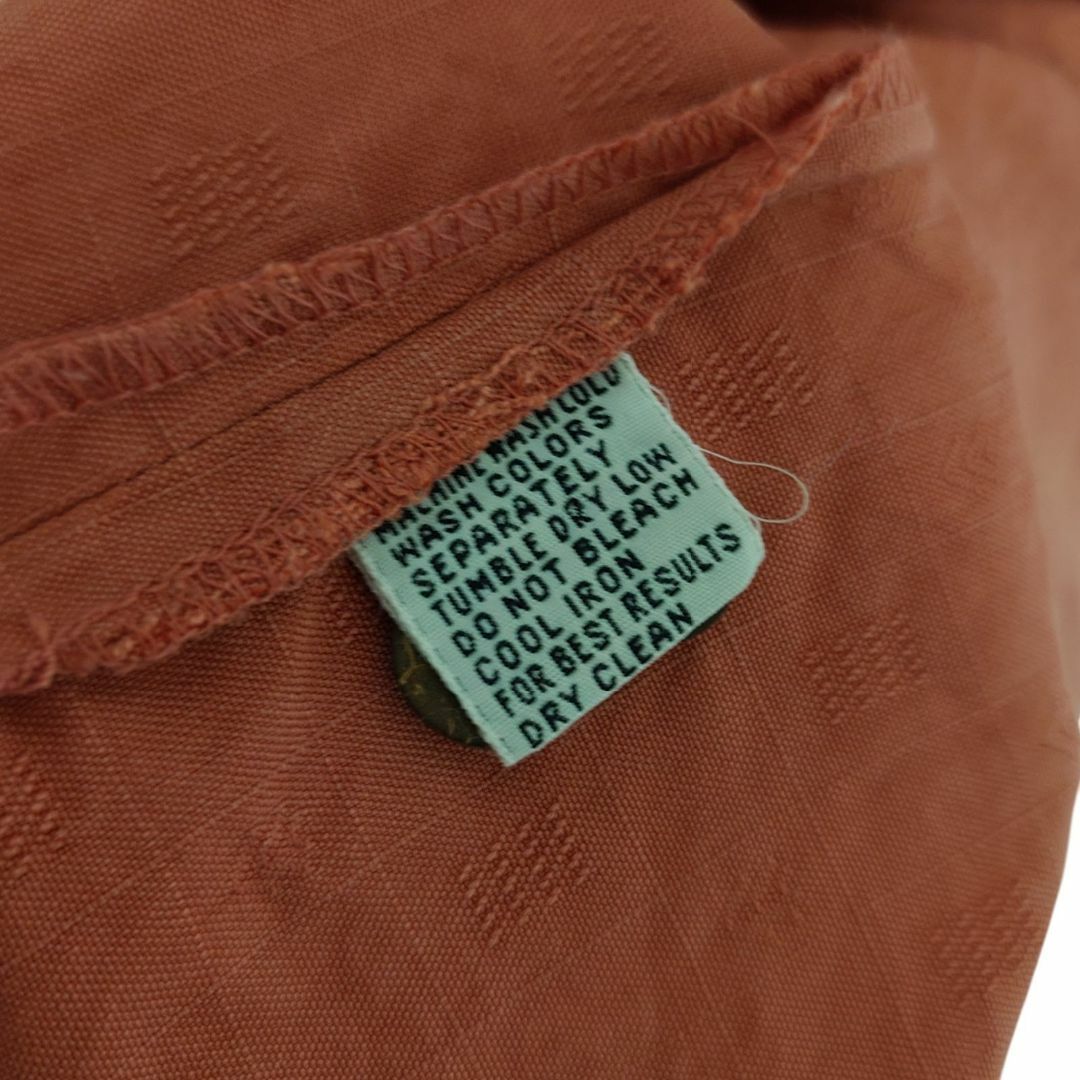 MACHINE WASH COLD
WASH COLORS
SEPARATELY
TUMBLE DRY LOW
DO NOT BLEACH
COOL IRON
FOR BEST RESULTS
DRY CLEAN